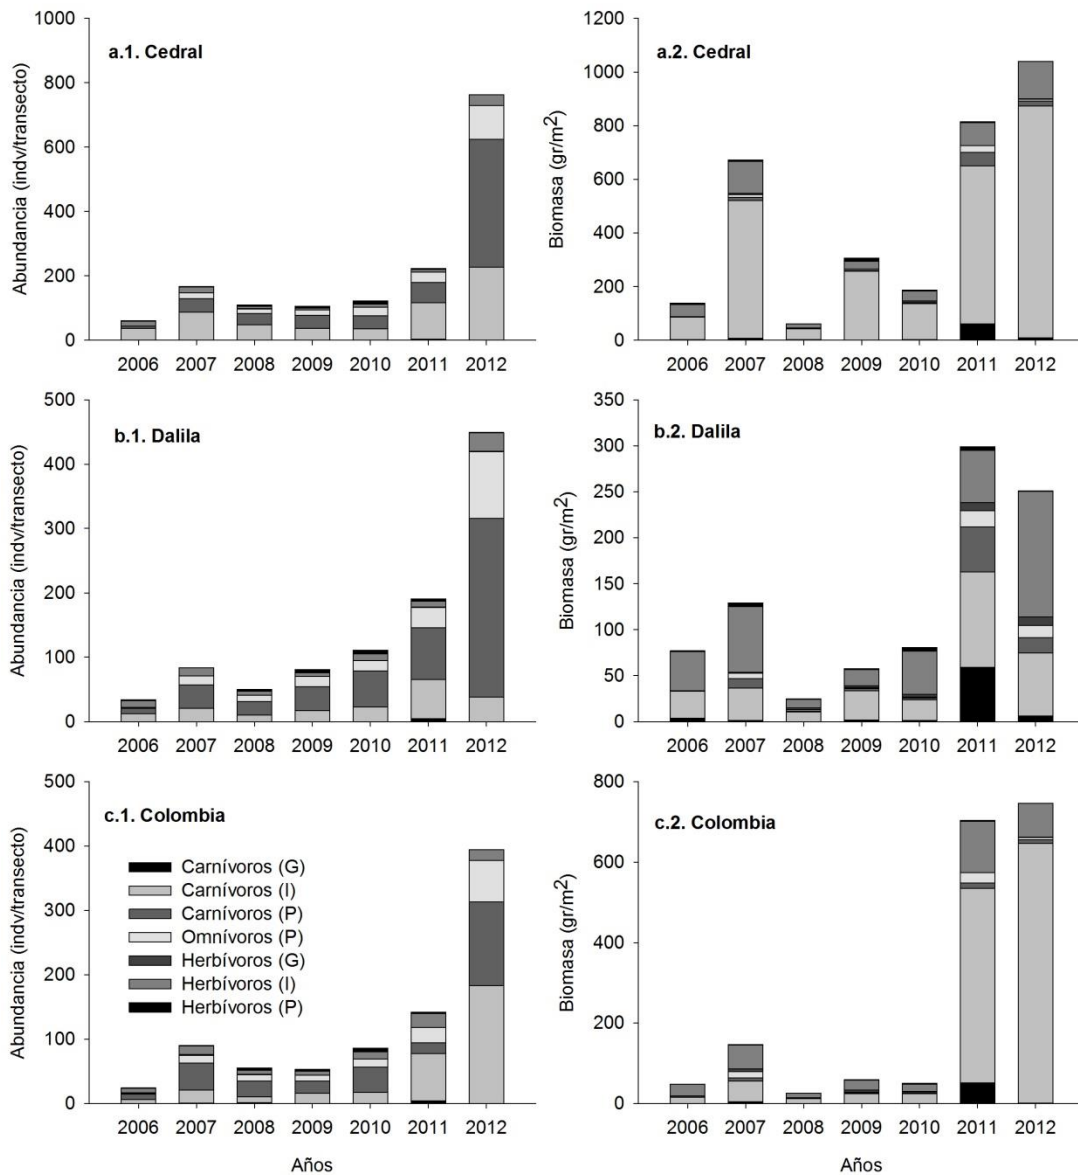 a.1. Cedral
Abundancia (indv/transecto)
1000
800
600
400
200
0
2006 2007 2008 2009 2010 2011 2012
a.2. Cedral
Biomasa (gr/m²)
1200
1000
800
600
400
200
0
2006 2007 2008 2009 2010 2011 2012
b.1. Dalila
Abundancia (indv/transecto)
500
400
300
200
100
0
2006 2007 2008 2009 2010 2011 2012
b.2. Dalila
Biomasa (gr/m²)
350
300
250
200
150
100
50
0
2006 2007 2008 2009 2010 2011 2012
c.1. Colombia
Abundancia (indv/transecto)
500
400
300
200
100
0
Carnívoros (G)
Carnívoros (I)
Carnívoros (P)
Omnívoros (P)
Herbívoros (G)
Herbívoros (I)
Herbívoros (P)
2006 2007 2008 2009 2010 2011 2012
Años
c.2. Colombia
Biomasa (gr/m²)
800
600
400
200
0
2006 2007 2008 2009 2010 2011 2012
Años